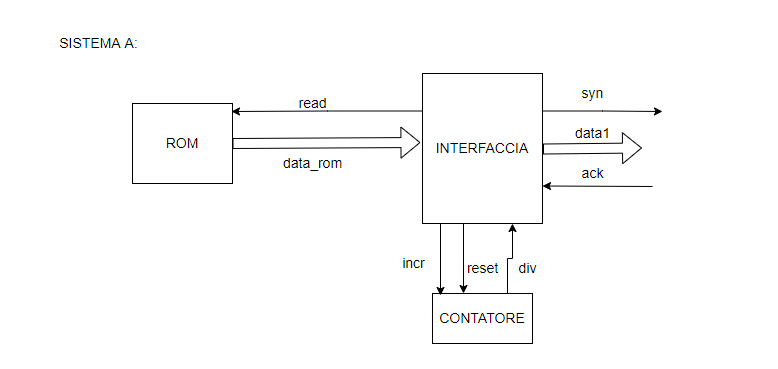 SISTEMA A:
syn
read
data1
ROM
INTERFACCIA
data_rom
ack
incr
reset
div
CONTATORE